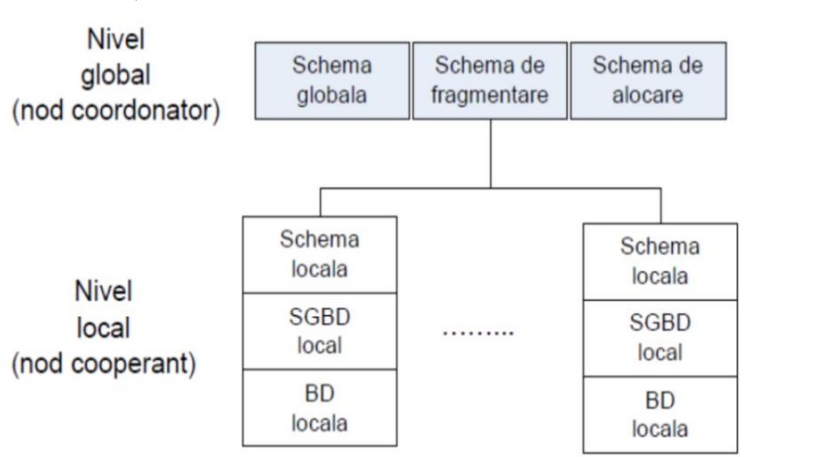 Nivel
global
(nod coordonator)
Schema
globala
Schema de
fragmentare
Schema de
alocare
Nivel
local
(nod cooperant)
Schema
locala
SGBD
local
BD
locala
.........
Schema
locala
SGBD
local
BD
locala